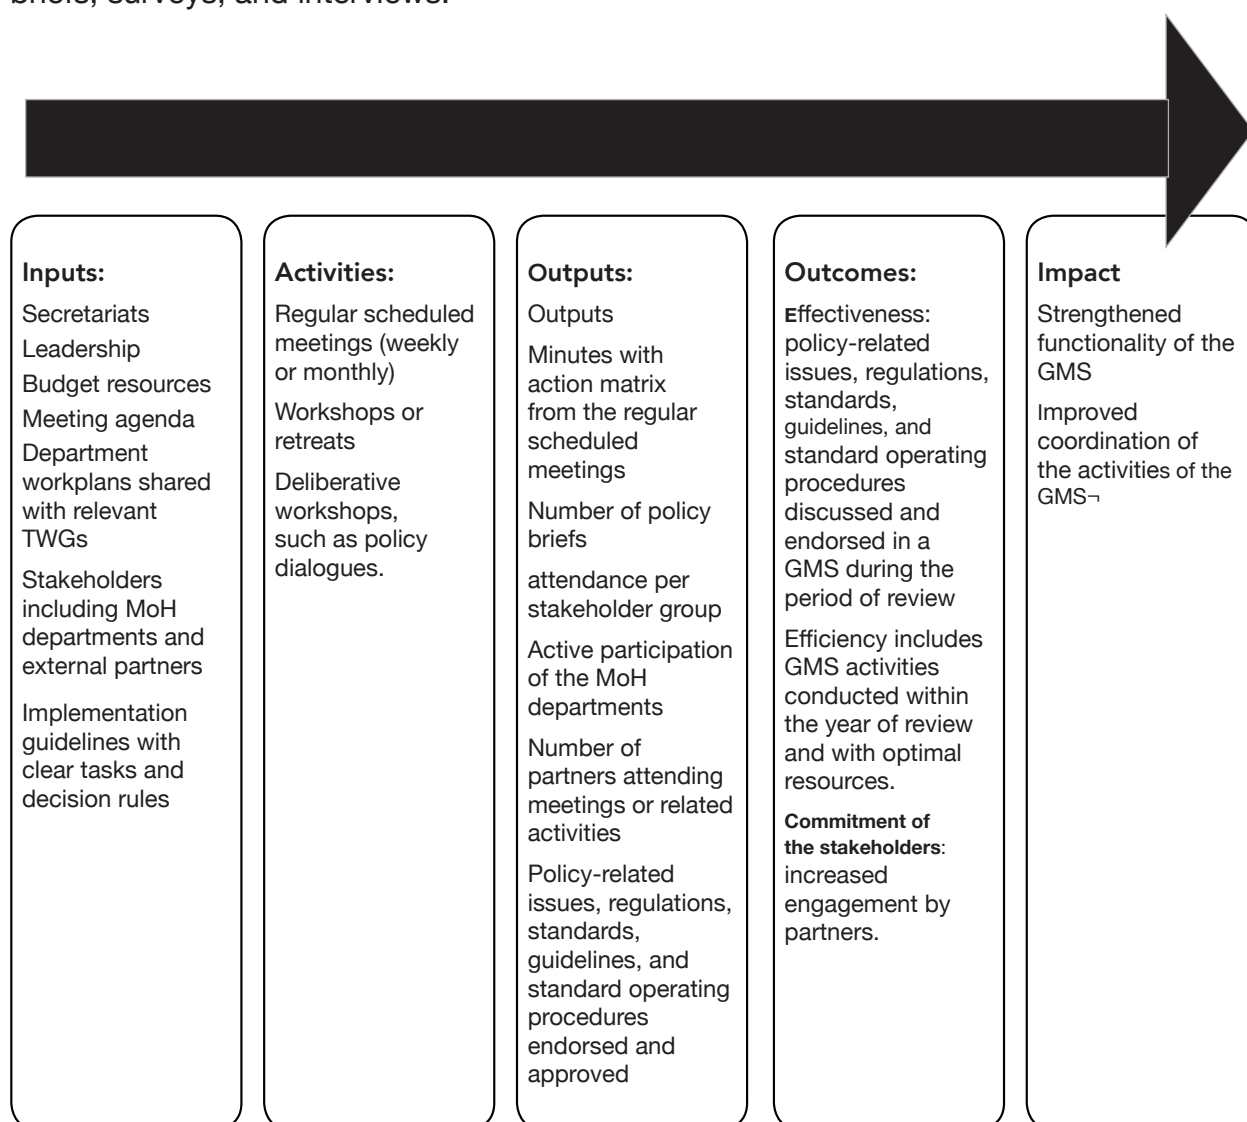 briefs, surveys, and interviews.
Inputs:
Secretariats
Leadership
Budget resources
Meeting agenda
Department
workplans shared
with relevant
TWGs
Stakeholders
including MoH
departments and
external partners
Implementation
guidelines with
clear tasks and
decision rules
Activities:
Regular scheduled
meetings (weekly
or monthly)
Workshops or
retreats
Deliberative
workshops,
such as policy
dialogues.
Outputs:
Outputs
Minutes with
action matrix
from the regular
scheduled
meetings
Number of policy
briefs
attendance per
stakeholder group
Active participation
of the MoH
departments
Number of
partners attending
meetings or related
activities
Policy-related
issues, regulations,
standards,
guidelines, and
standard operating
procedures
endorsed and
approved
Outcomes:
Effectiveness:
policy-related
issues, regulations,
standards,
guidelines, and
standard operating
procedures
discussed and
endorsed in a
GMS during the
period of review
Efficiency includes
GMS activities
conducted within
the year of review
and with optimal
resources.
Commitment of
the stakeholders:
increased
engagement by
partners.
Impact
Strengthened
functionality of the
GMS
Improved
coordination of
the activities of the
GMS¬